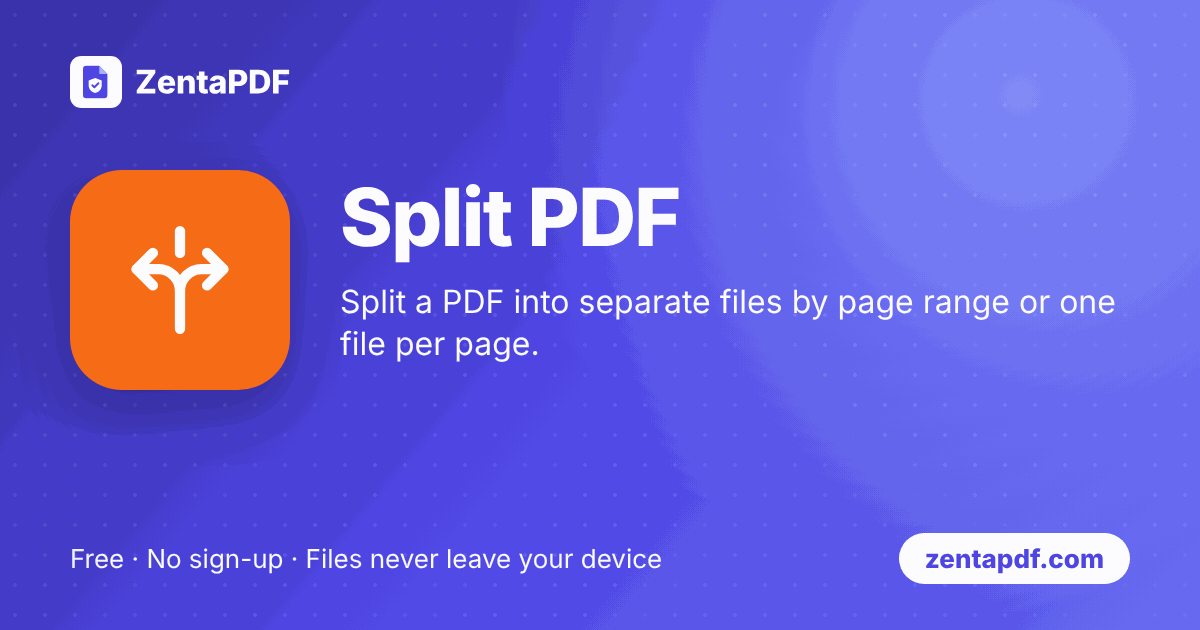 ZentaPDF
Split PDF
Split a PDF into separate files by page range or one
file per page.
Free · No sign-up · Files never leave your device
zentapdf.com